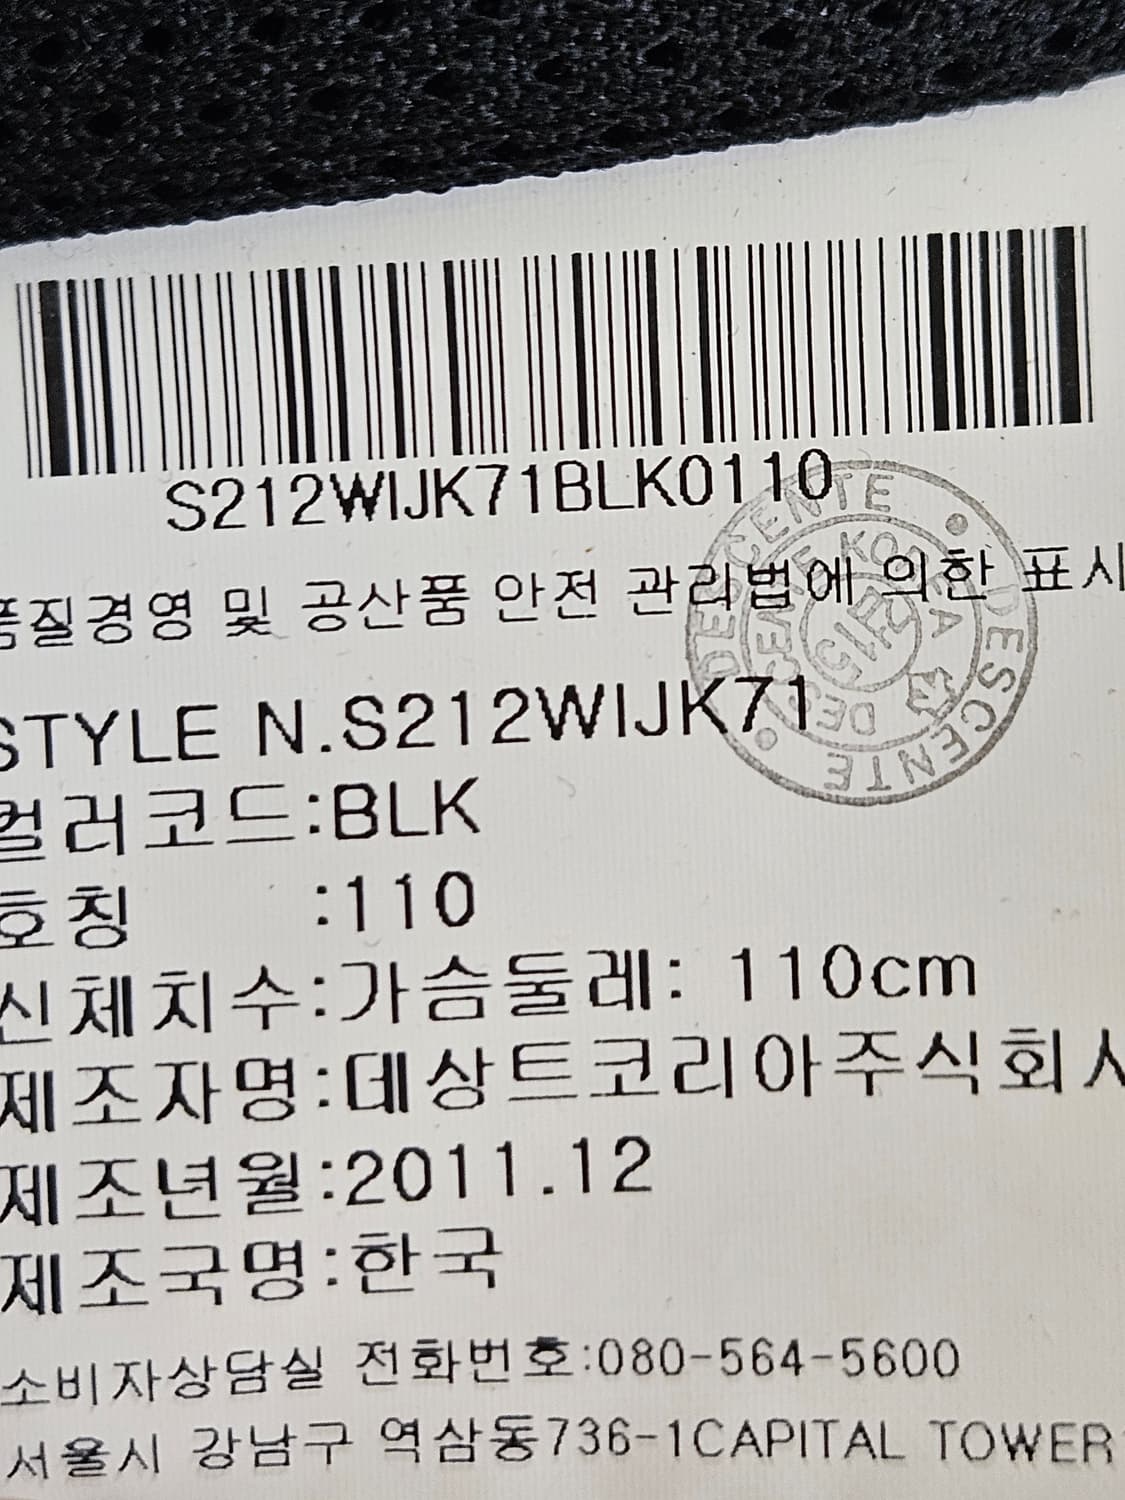 S212WIJK71BLK0110
품질경영 및 공산품 안전 관리법에 의한 표시
STYLE N.S212WIJK71
컬러코드:BLK
호칭 :110
신체치수:가슴둘레: 110cm
제조자명:데상트코리아주식회사
제조년월:2011.12
제조국명:한국
소비자상담실 전화번호:080-564-5600
서울시 강남구 역삼동736-1CAPITAL TOWER
DESCENTE • DESCENTE •
DESCENTE KOREA